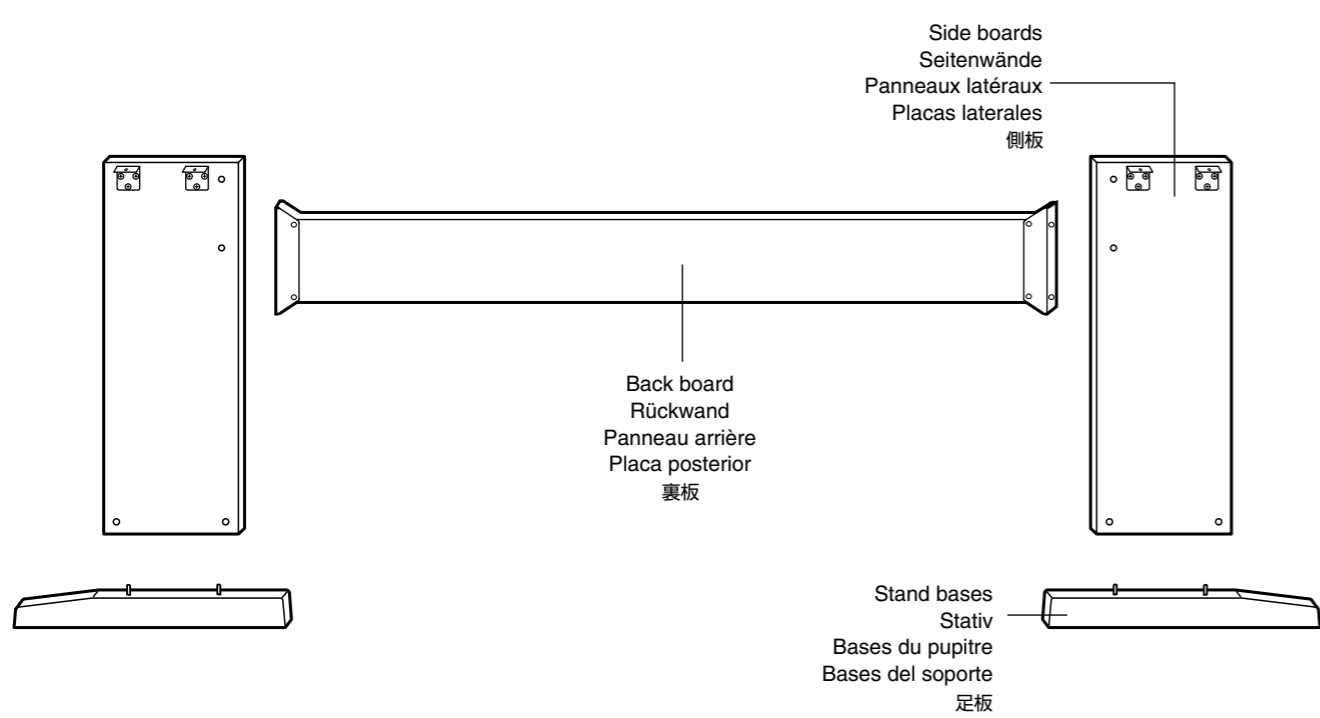 Side boards
Seitenwände
Panneaux latéraux
Placas laterales
側板
Back board
Rückwand
Panneau arrière
Placa posterior
裏板
Stand bases
Stativ
Bases du pupitre
Bases del soporte
足板